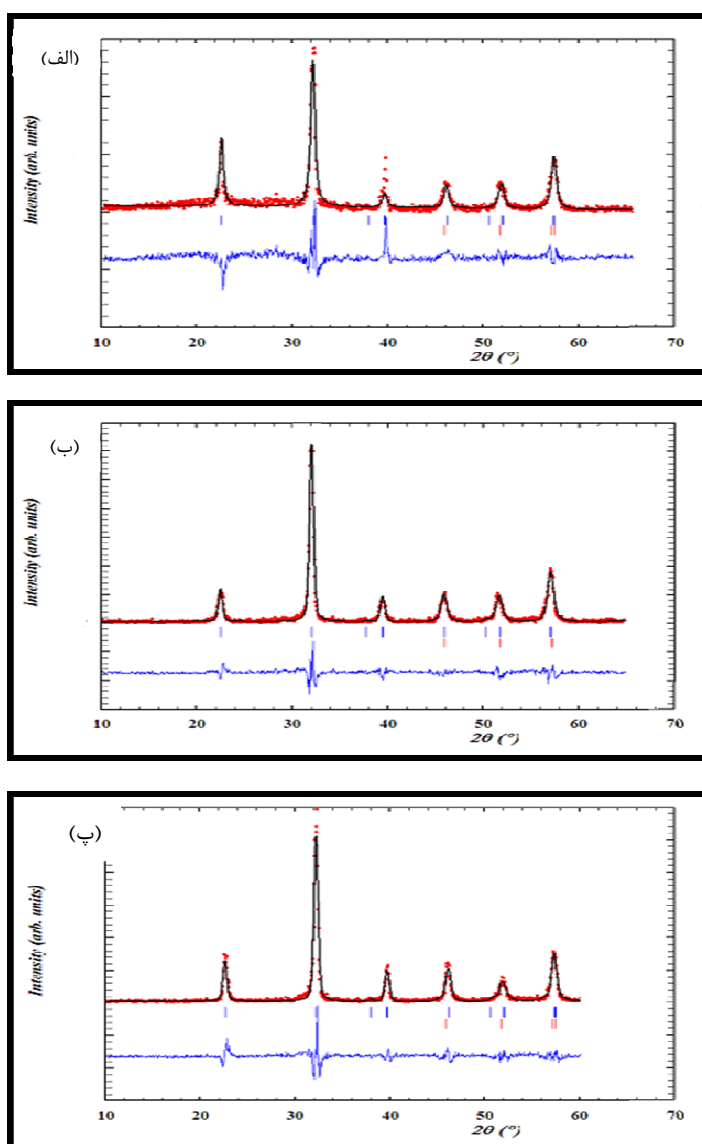 (الف)
Intensity (arb. units)
10 20 30 40 50 60 70
2θ (°)
(ب)
Intensity (arb. units)
10 20 30 40 50 60 70
2θ (°)
(پ)
Intensity (arb. units)
10 20 30 40 50 60 70
2θ (°)